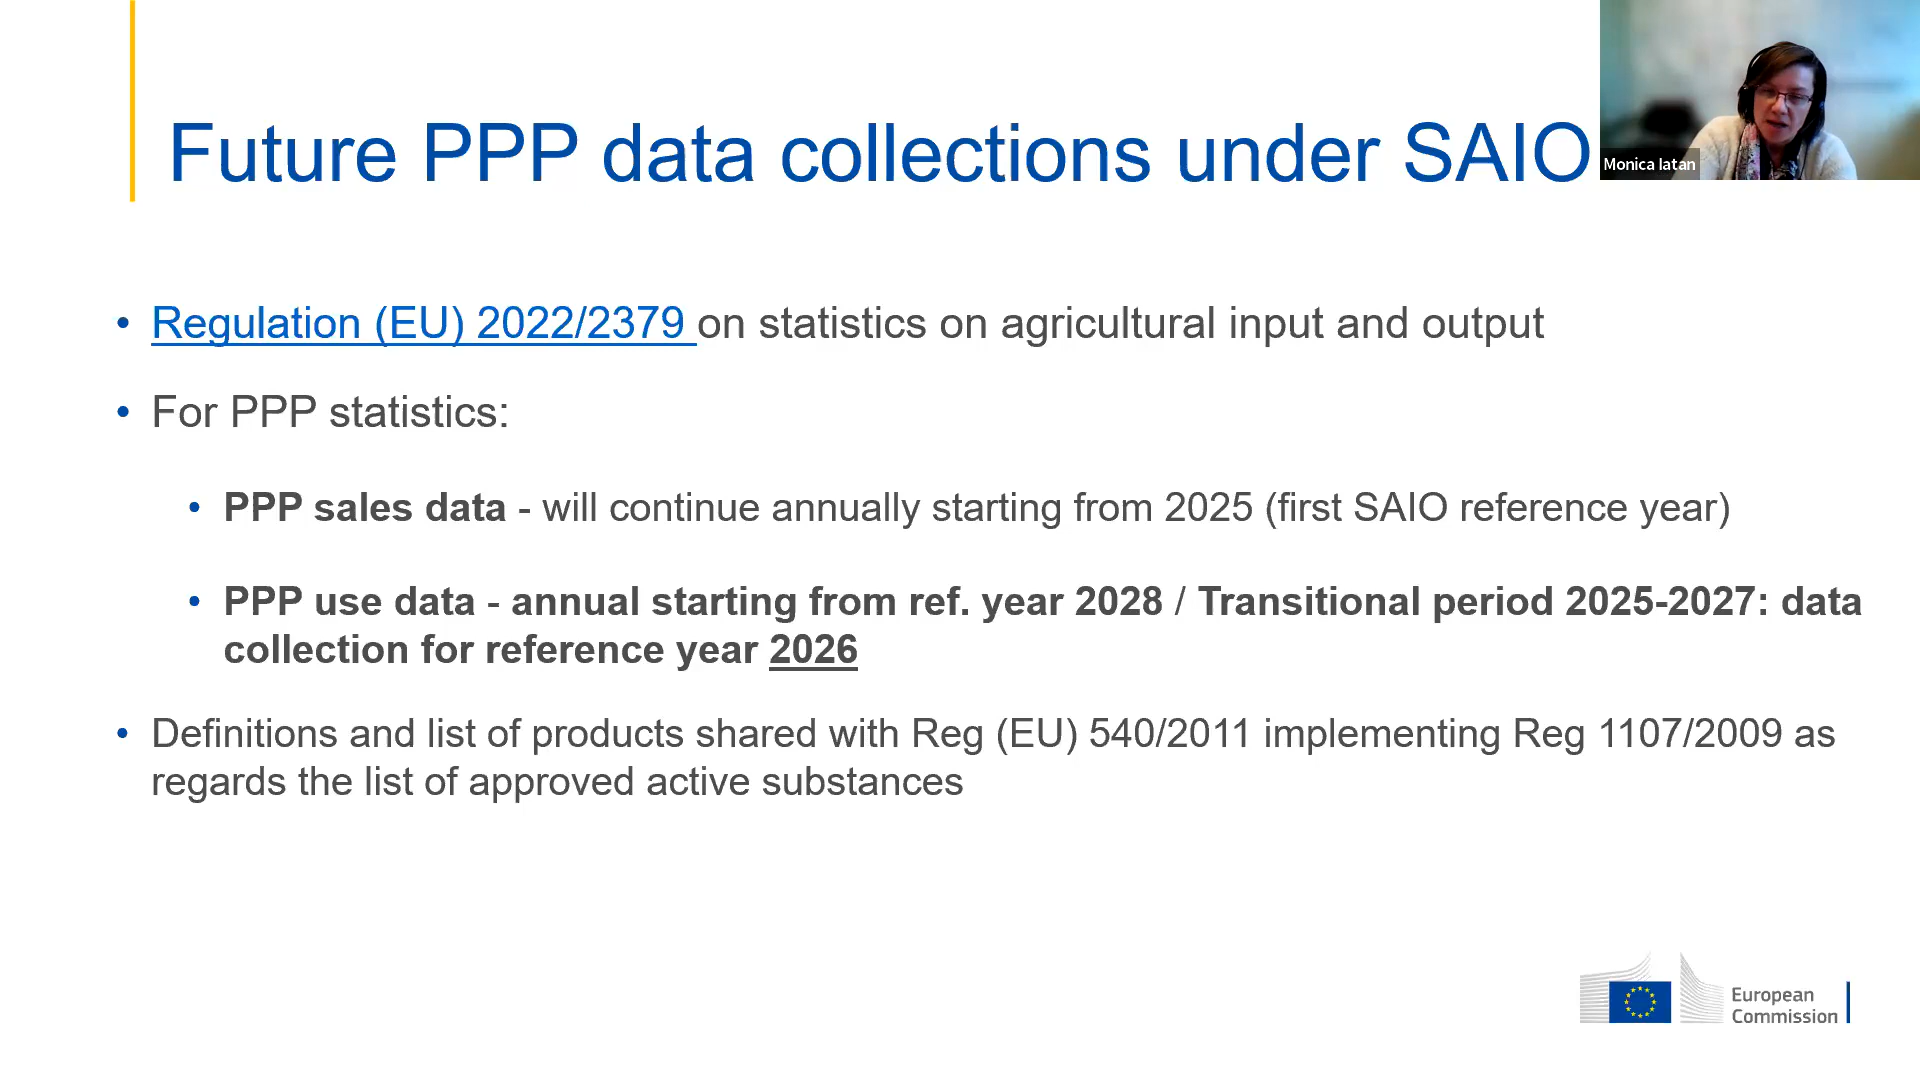 Future PPP data collections under SAIO
Monica Iatan
• Regulation (EU) 2022/2379 on statistics on agricultural input and output
• For PPP statistics:
• PPP sales data - will continue annually starting from 2025 (first SAIO reference year)
• PPP use data - annual starting from ref. year 2028 / Transitional period 2025-2027: data
collection for reference year 2026
• Definitions and list of products shared with Reg (EU) 540/2011 implementing Reg 1107/2009 as
regards the list of approved active substances
European
Commission